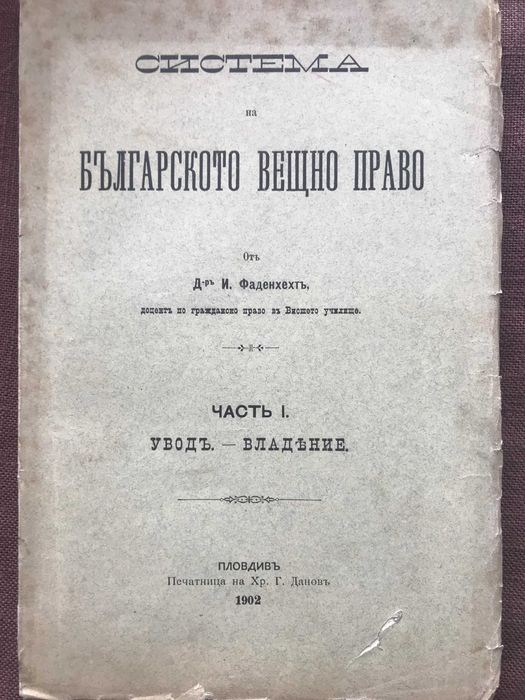 СИСТЕМА
на
БЪЛГАРСКОТО ВЕЩНО ПРАВО
Отъ
Д-ръ И. Фаденхехтъ,
доцентъ по гражданско право въ Висшето училище.
ЧАСТЬ I.
УВОДЪ. — ВЛАДѢНИЕ.
ПЛОВДИВЪ
Печатница на Хр. Г. Дановъ
1902